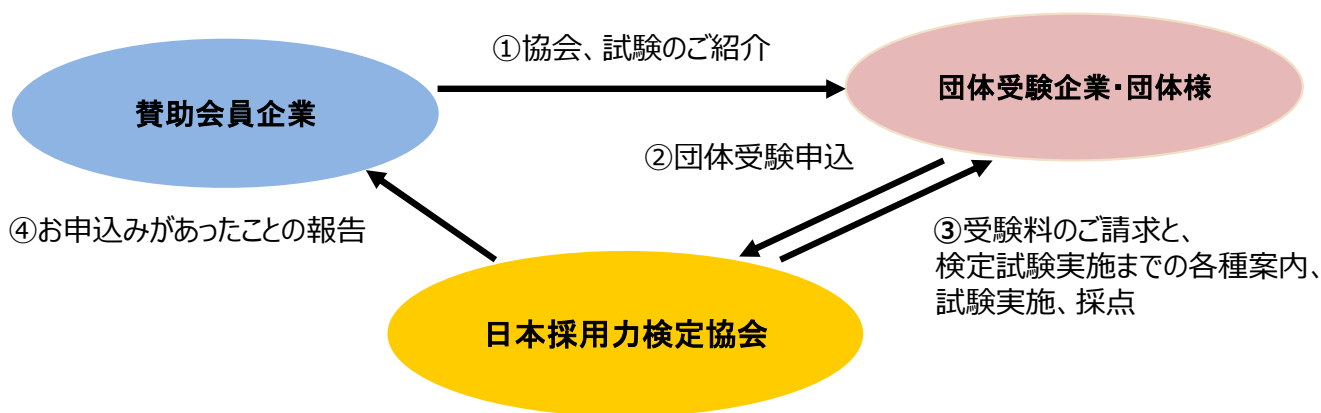 ①協会、試験のご紹介
賛助会員企業
団体受験企業・団体様
②団体受験申込
④お申込みがあったことの報告
③受験料のご請求と、
検定試験実施までの各種案内、
試験実施、採点
日本採用力検定協会